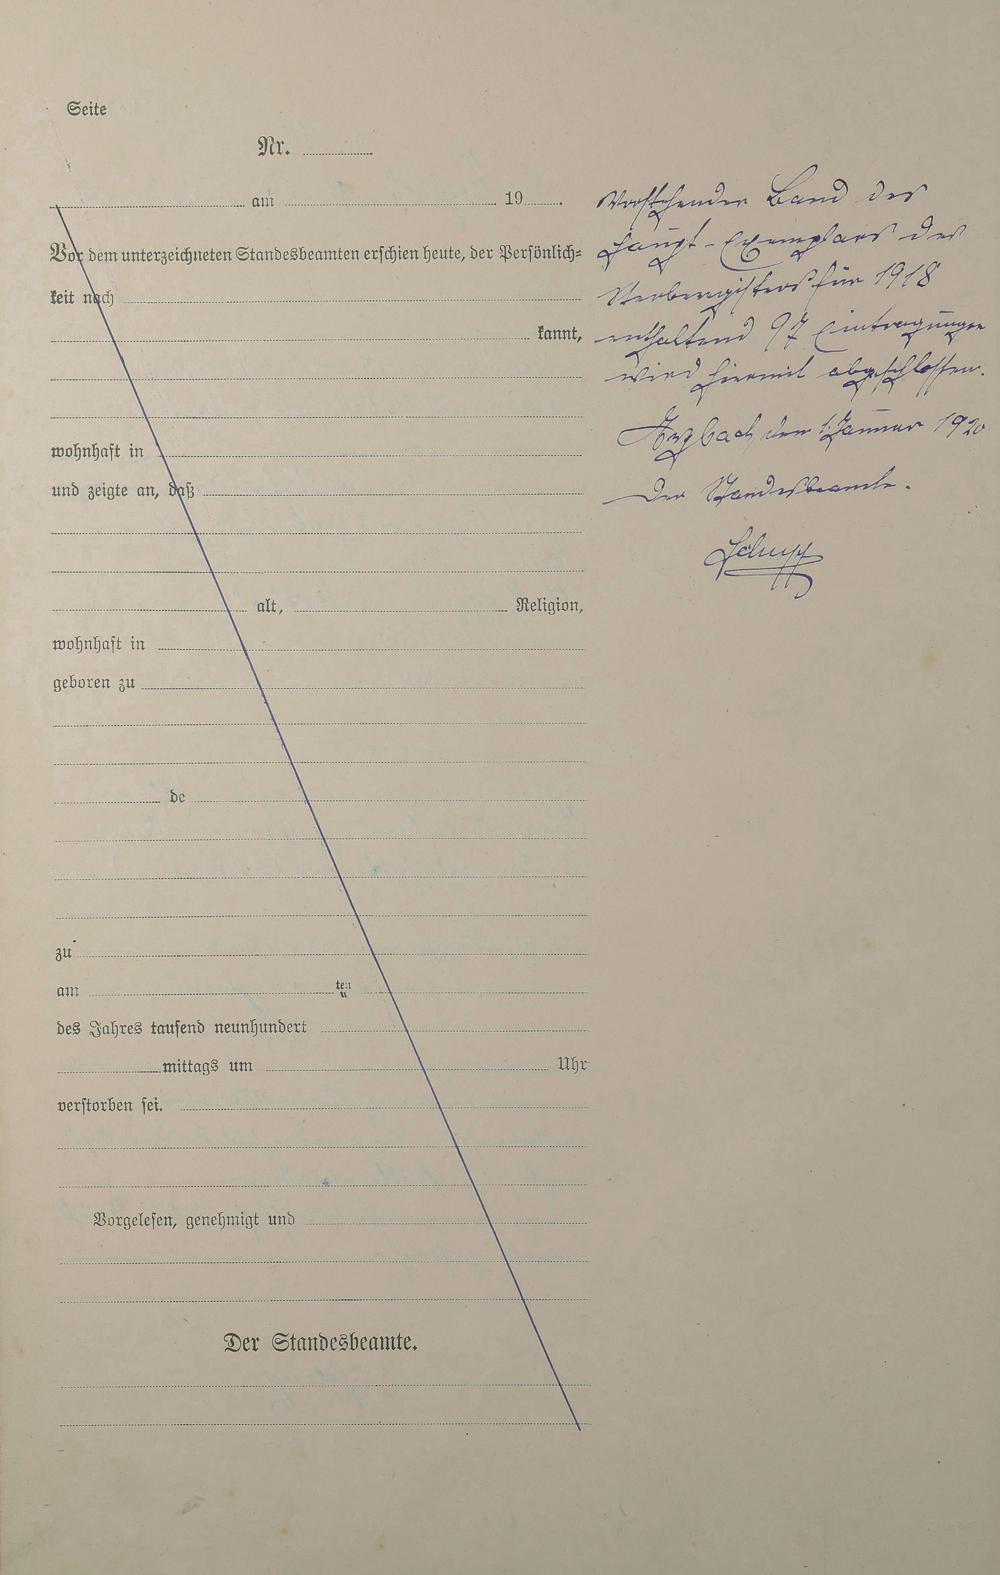 Seite
Nr.
am 19 .
Vor dem unterzeichneten Standesbeamten erschien heute, der Persönlich=
keit nach
kannt,
wohnhaft in
und zeigte an, daß
alt, Religion,
wohnhaft in
geboren zu
de
zu
am ten
des Jahres tausend neunhundert
mittags um Uhr
verstorben sei.
Vorgelesen, genehmigt und
Der Standesbeamte.
Vorstehender Band des
Haupt-Exemplars des
Sterberegisters für 1918
enthaltend 97 Eintragungen
wird hiermit abgeschlossen.
den 1. Januar 1920
Der Standesbeamte.